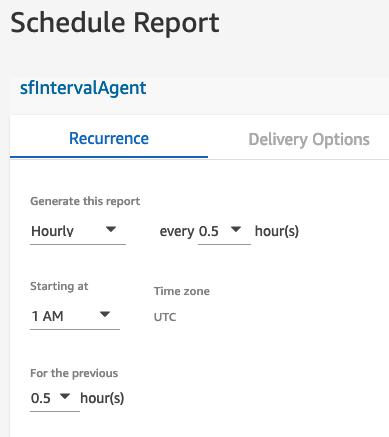 Schedule Report
sfIntervalAgent
Recurrence Delivery Options
Generate this report
Hourly every 0.5 hour(s)
Starting at Time zone
1 AM UTC
For the previous
0.5 hour(s)